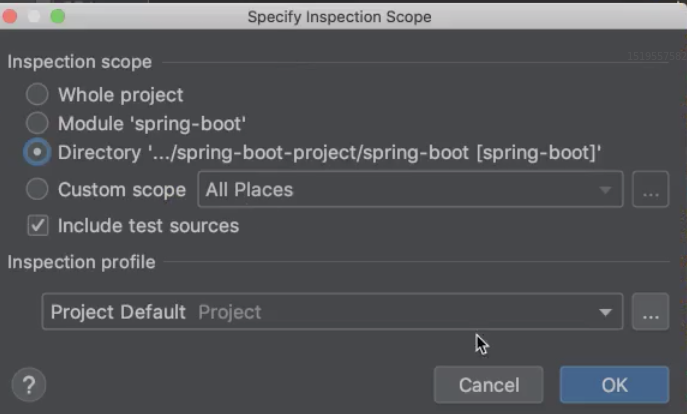 Specify Inspection Scope
Inspection scope
Whole project
Module 'spring-boot'
Directory '.../spring-boot-project/spring-boot [spring-boot]'
Custom scope All Places ...
Include test sources
Inspection profile
Project Default Project ...
? Cancel OK